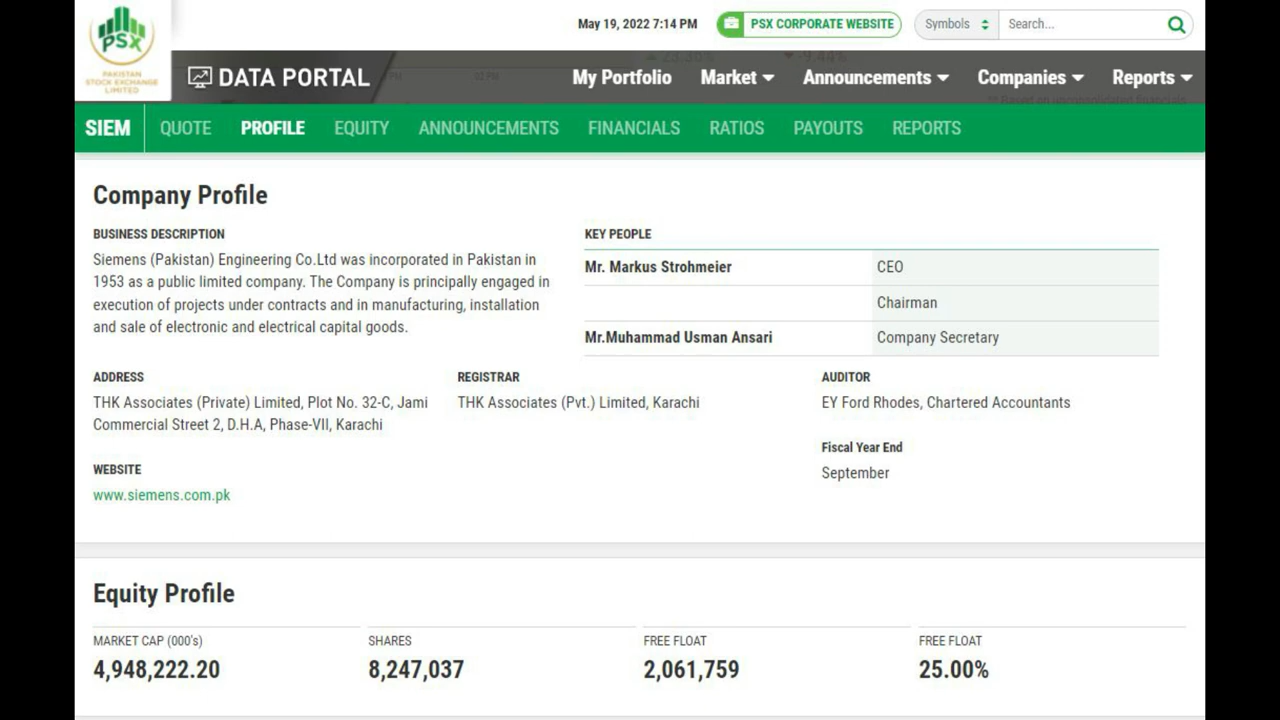 May 19, 2022 7:14 PM
PSX CORPORATE WEBSITE
Symbols
Search...
PSX
PAKISTAN
STOCK EXCHANGE
LIMITED
DATA PORTAL
My Portfolio
Market
Announcements
Companies
Reports
SIEM
QUOTE
PROFILE
EQUITY
ANNOUNCEMENTS
FINANCIALS
RATIOS
PAYOUTS
REPORTS
Company Profile
BUSINESS DESCRIPTION
Siemens (Pakistan) Engineering Co.Ltd was incorporated in Pakistan in
1953 as a public limited company. The Company is principally engaged in
execution of projects under contracts and in manufacturing, installation
and sale of electronic and electrical capital goods.
KEY PEOPLE
Mr. Markus Strohmeier CEO
Chairman
Mr.Muhammad Usman Ansari Company Secretary
ADDRESS
THK Associates (Private) Limited, Plot No. 32-C, Jami
Commercial Street 2, D.H.A, Phase-VII, Karachi
REGISTRAR
THK Associates (Pvt.) Limited, Karachi
AUDITOR
EY Ford Rhodes, Chartered Accountants
Fiscal Year End
September
WEBSITE
www.siemens.com.pk
Equity Profile
MARKET CAP (000's)
4,948,222.20
SHARES
8,247,037
FREE FLOAT
2,061,759
FREE FLOAT
25.00%